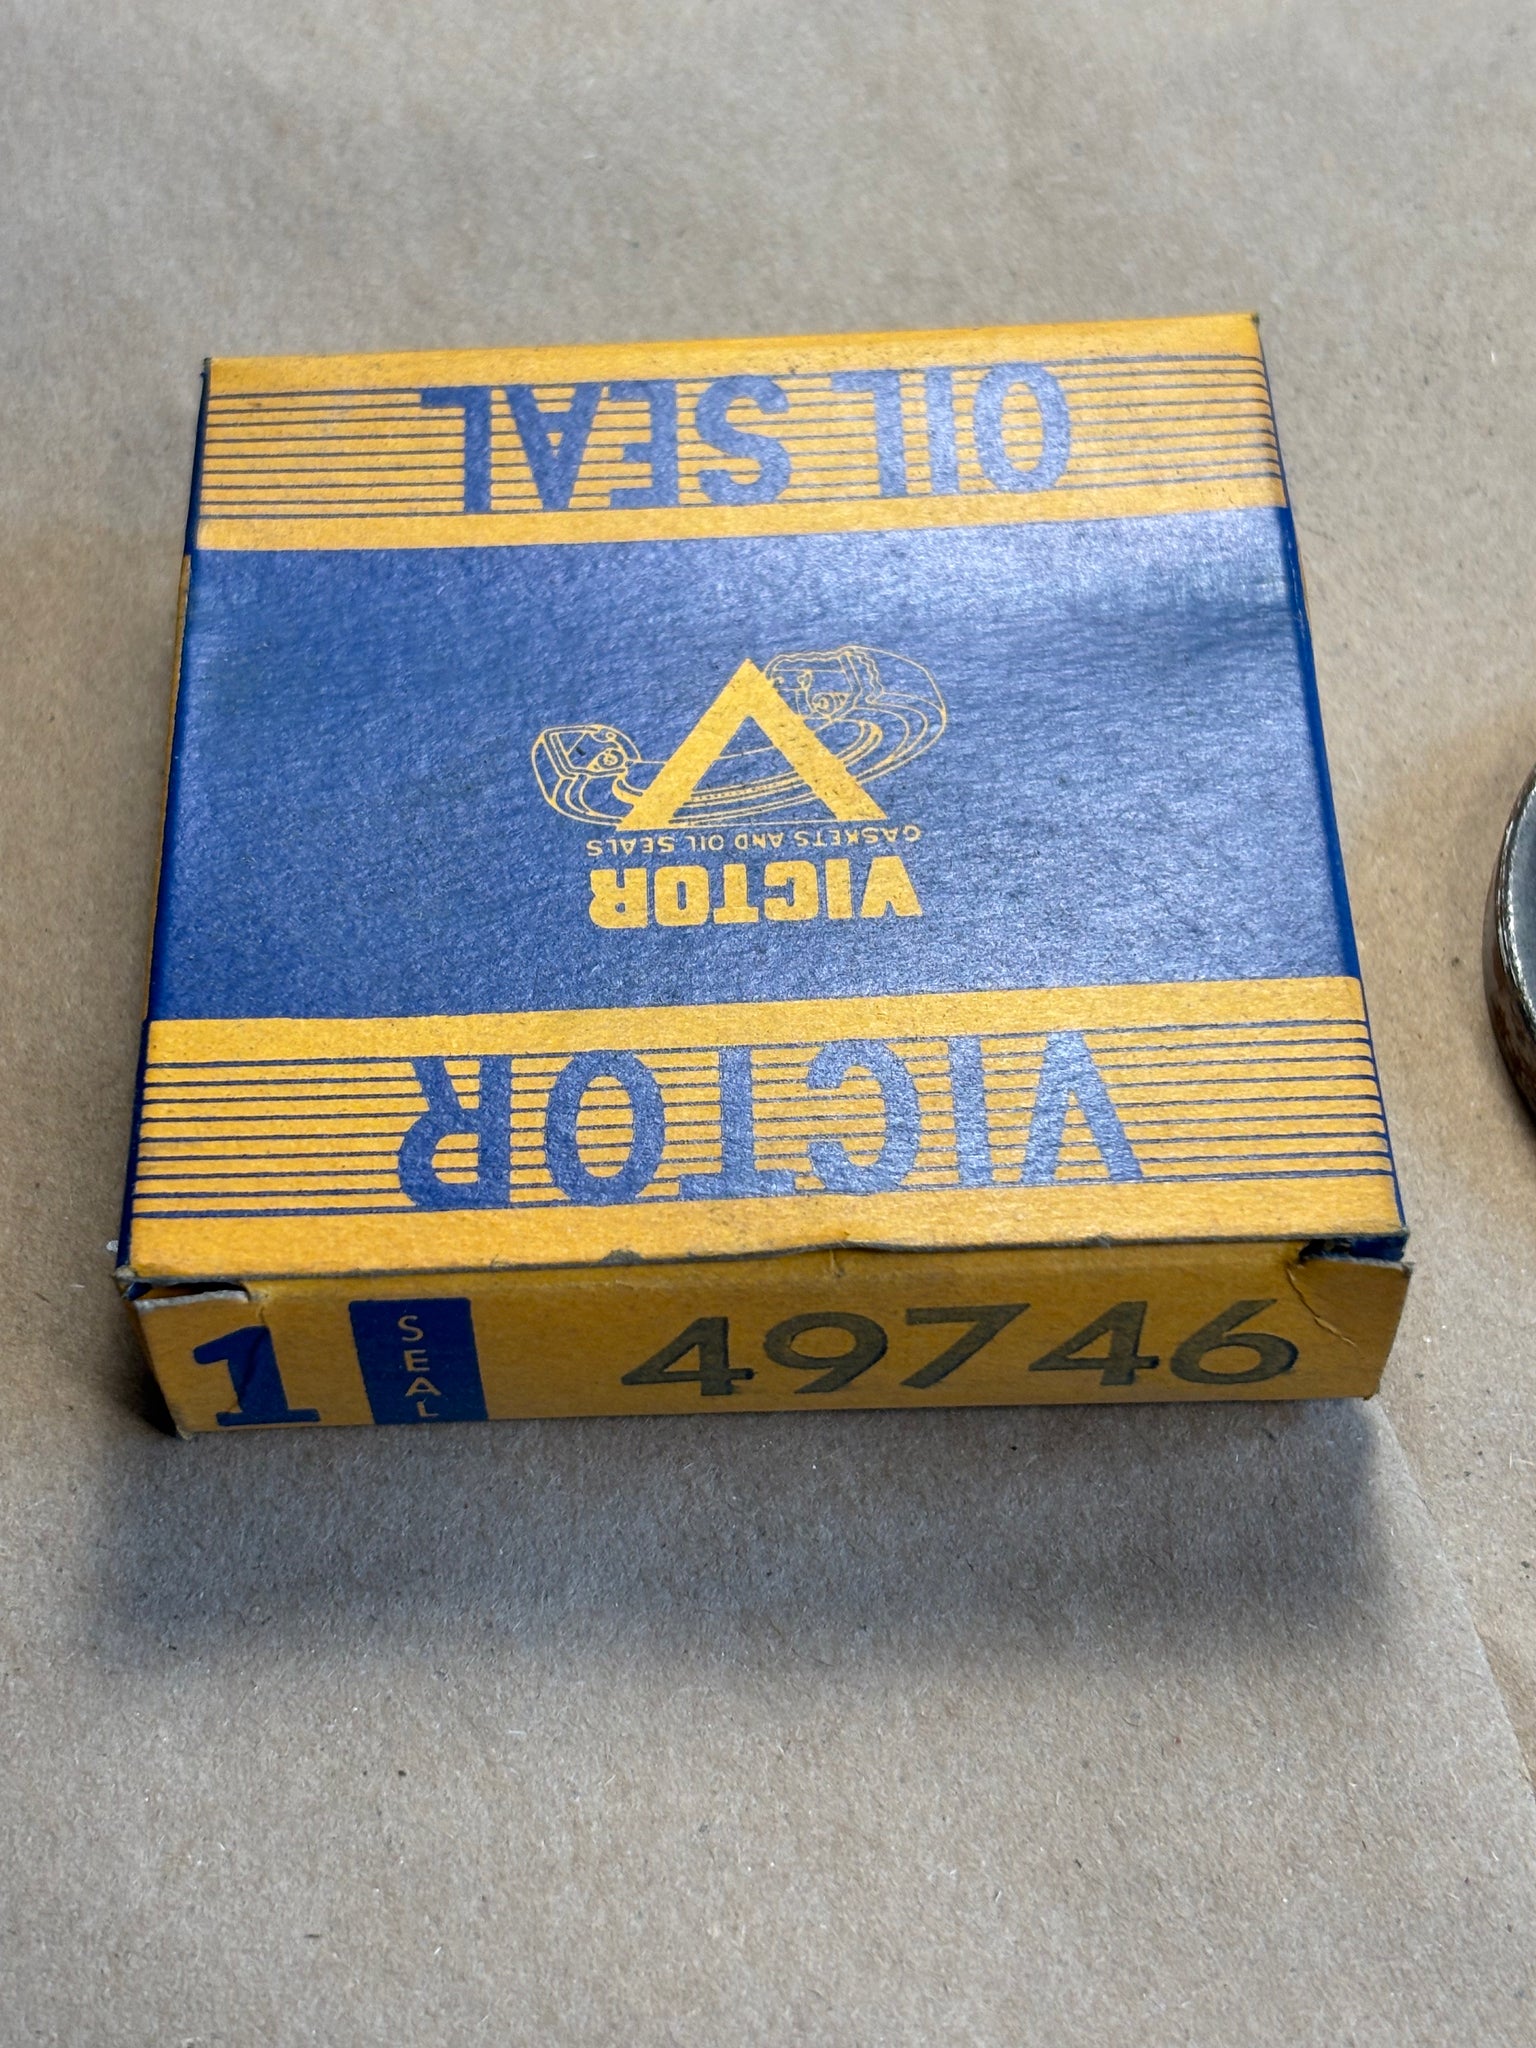 OIL SEAL
VICTOR
GASKETS AND OIL SEALS
VICTOR
1 SEAL 49746